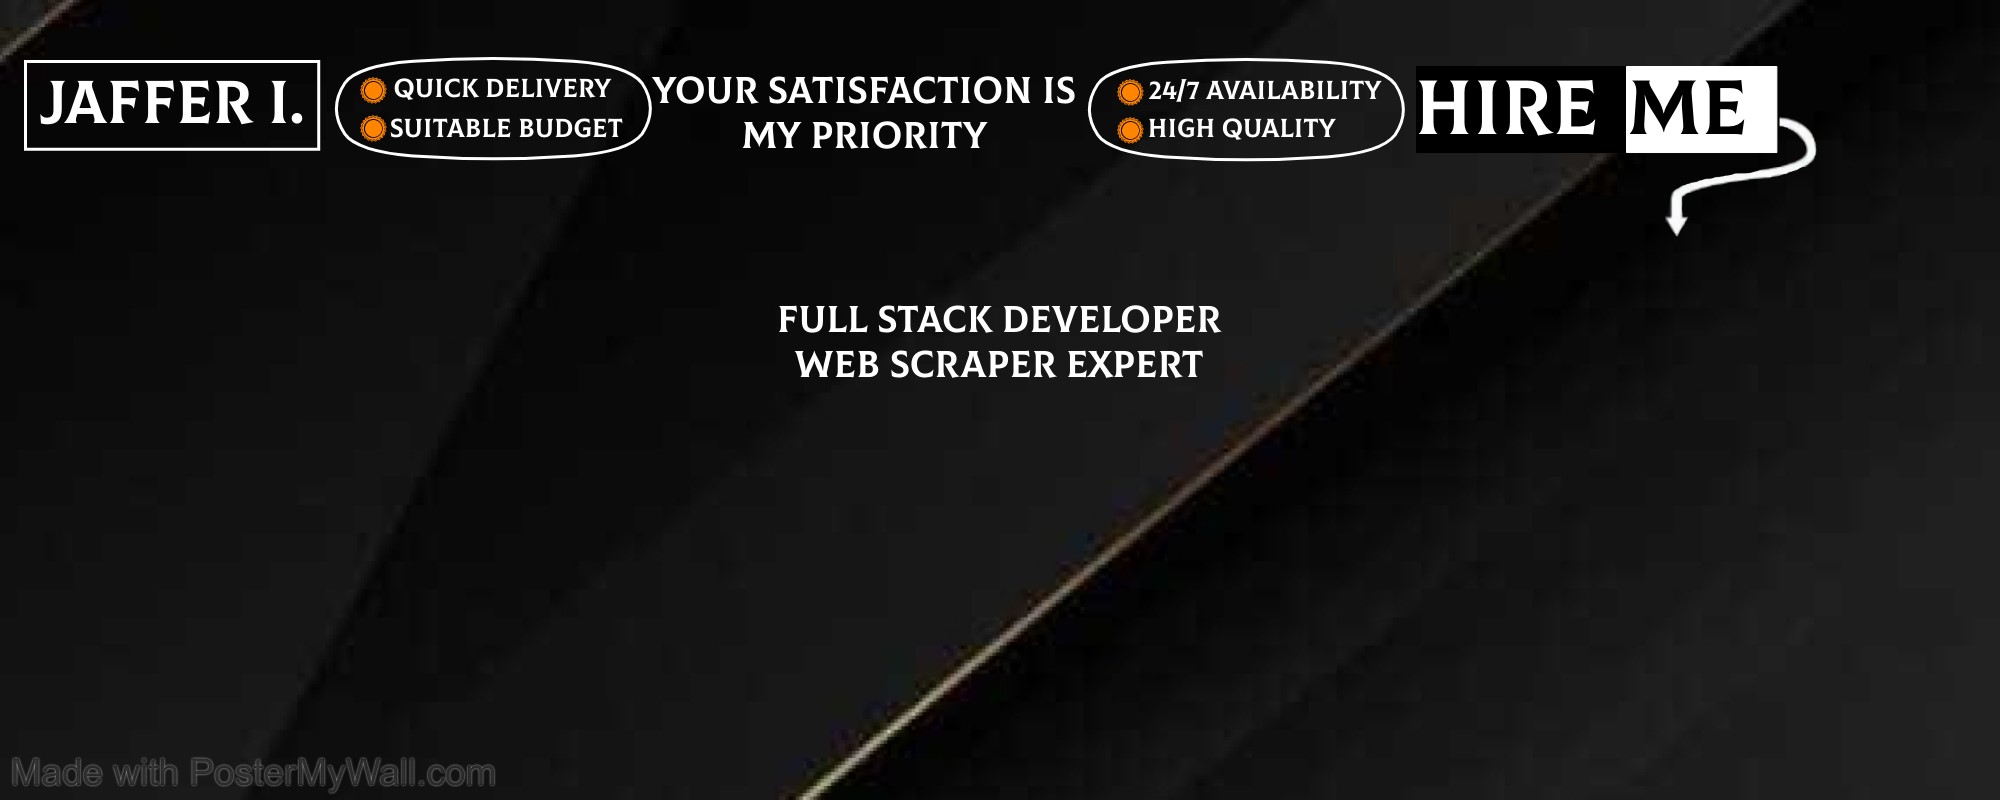 JAFFER I.
QUICK DELIVERY
SUITABLE BUDGET
YOUR SATISFACTION IS
MY PRIORITY
24/7 AVAILABILITY
HIGH QUALITY
HIRE ME
FULL STACK DEVELOPER
WEB SCRAPER EXPERT
Made with PosterMyWall.com